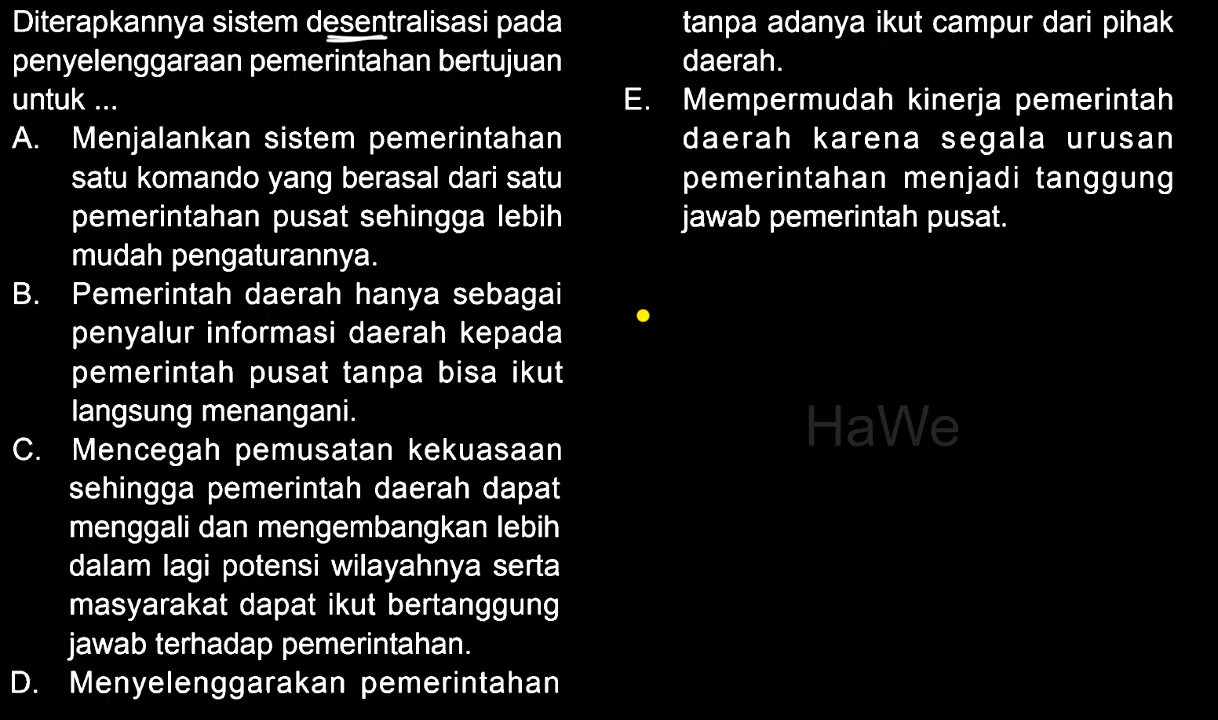 Diterapkannya sistem desentralisasi pada
penyelenggaraan pemerintahan bertujuan
untuk ...
A. Menjalankan sistem pemerintahan
satu komando yang berasal dari satu
pemerintahan pusat sehingga lebih
mudah pengaturannya.
B. Pemerintah daerah hanya sebagai
penyalur informasi daerah kepada
pemerintah pusat tanpa bisa ikut
langsung menangani.
C. Mencegah pemusatan kekuasaan
sehingga pemerintah daerah dapat
menggali dan mengembangkan lebih
dalam lagi potensi wilayahnya serta
masyarakat dapat ikut bertanggung
jawab terhadap pemerintahan.
D. Menyelenggarakan pemerintahan
tanpa adanya ikut campur dari pihak
daerah.
E. Mempermudah kinerja pemerintah
daerah karena segala urusan
pemerintahan menjadi tanggung
jawab pemerintah pusat.
HaWe